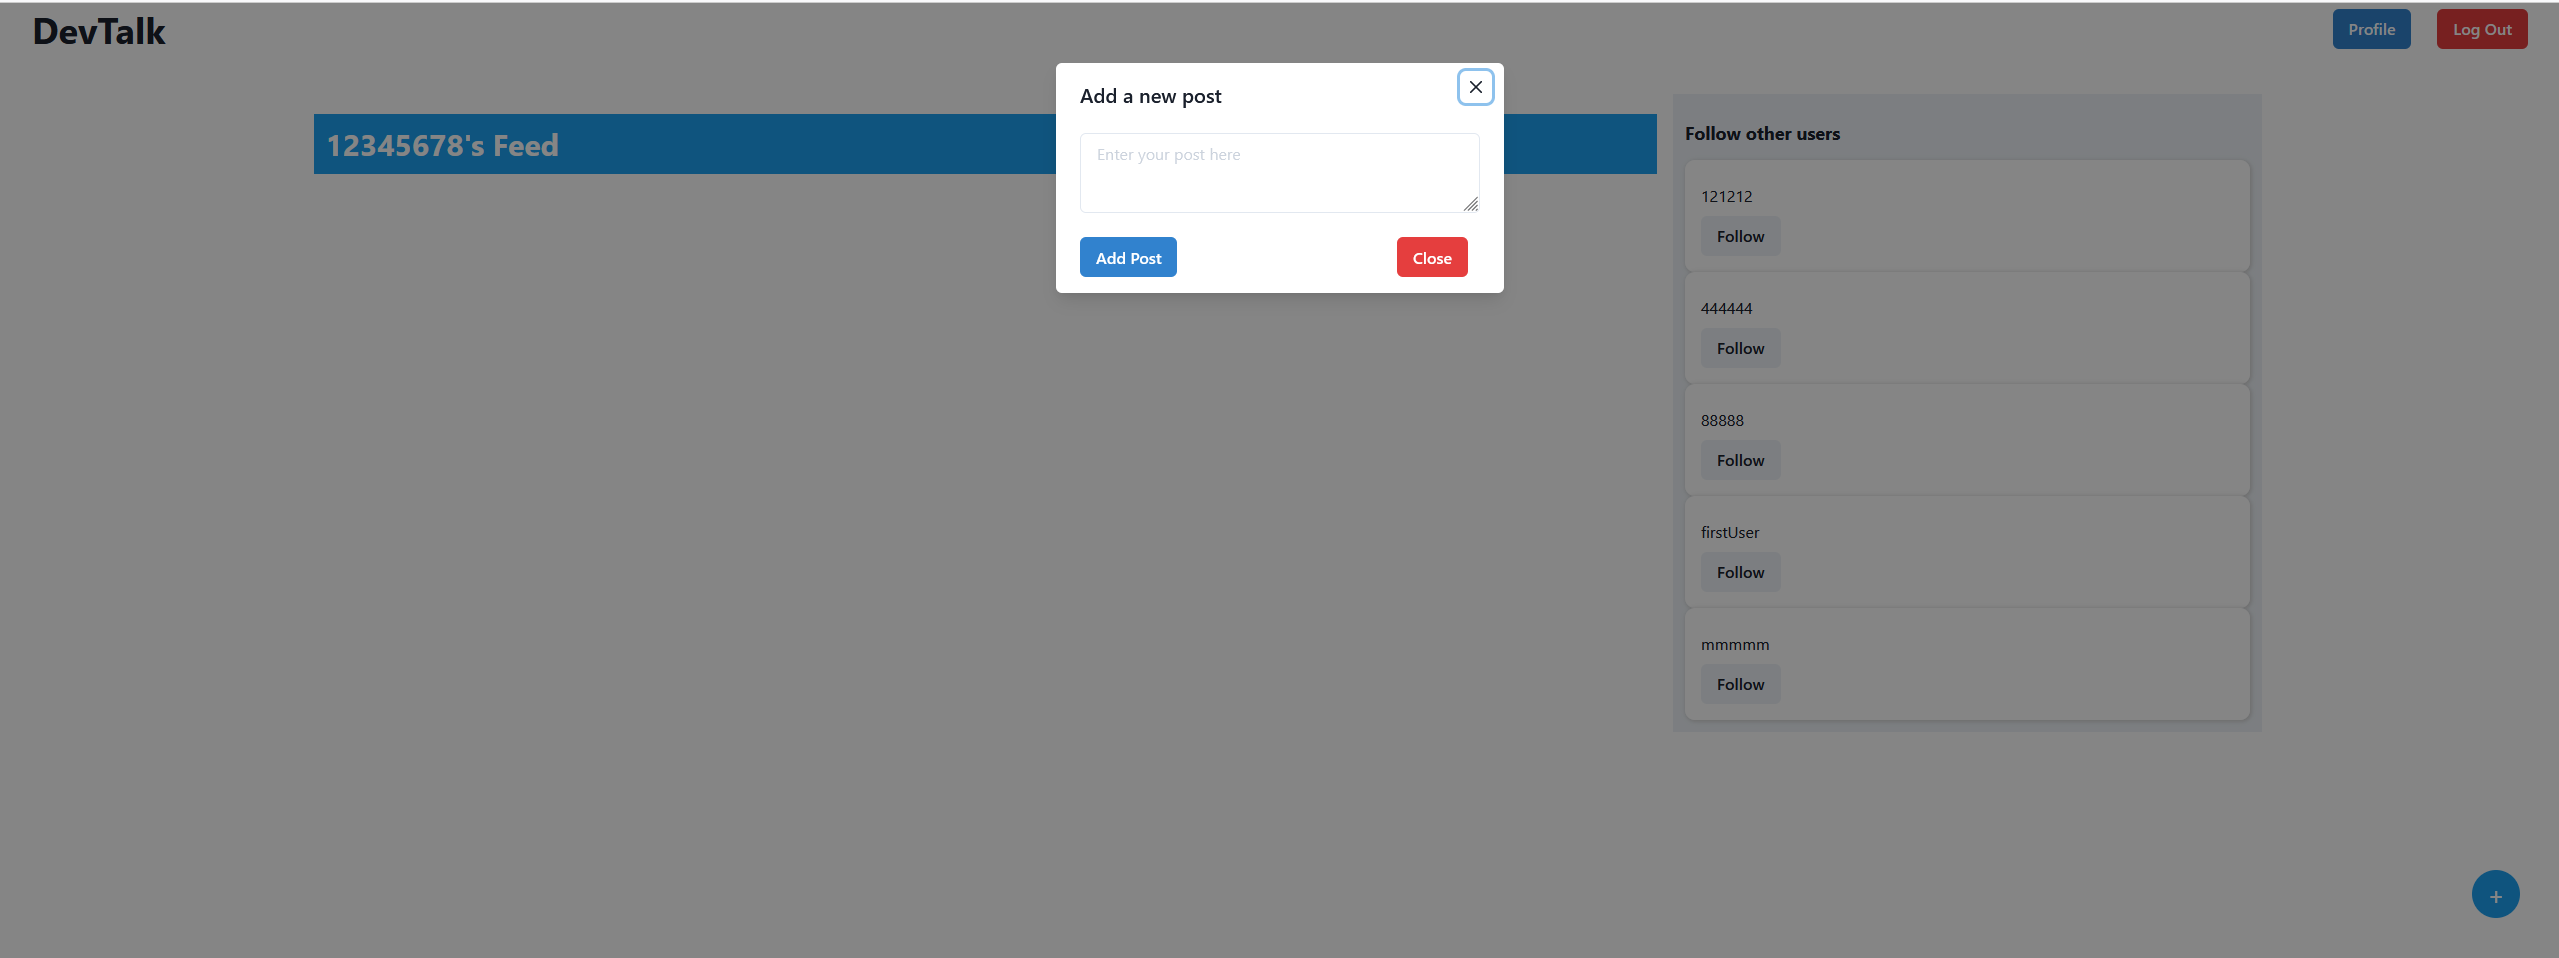 DevTalk
Profile
Log Out
Add a new post
Enter your post here
Add Post
Close
12345678's Feed
Follow other users
121212
Follow
444444
Follow
88888
Follow
firstUser
Follow
mmmmm
Follow
+